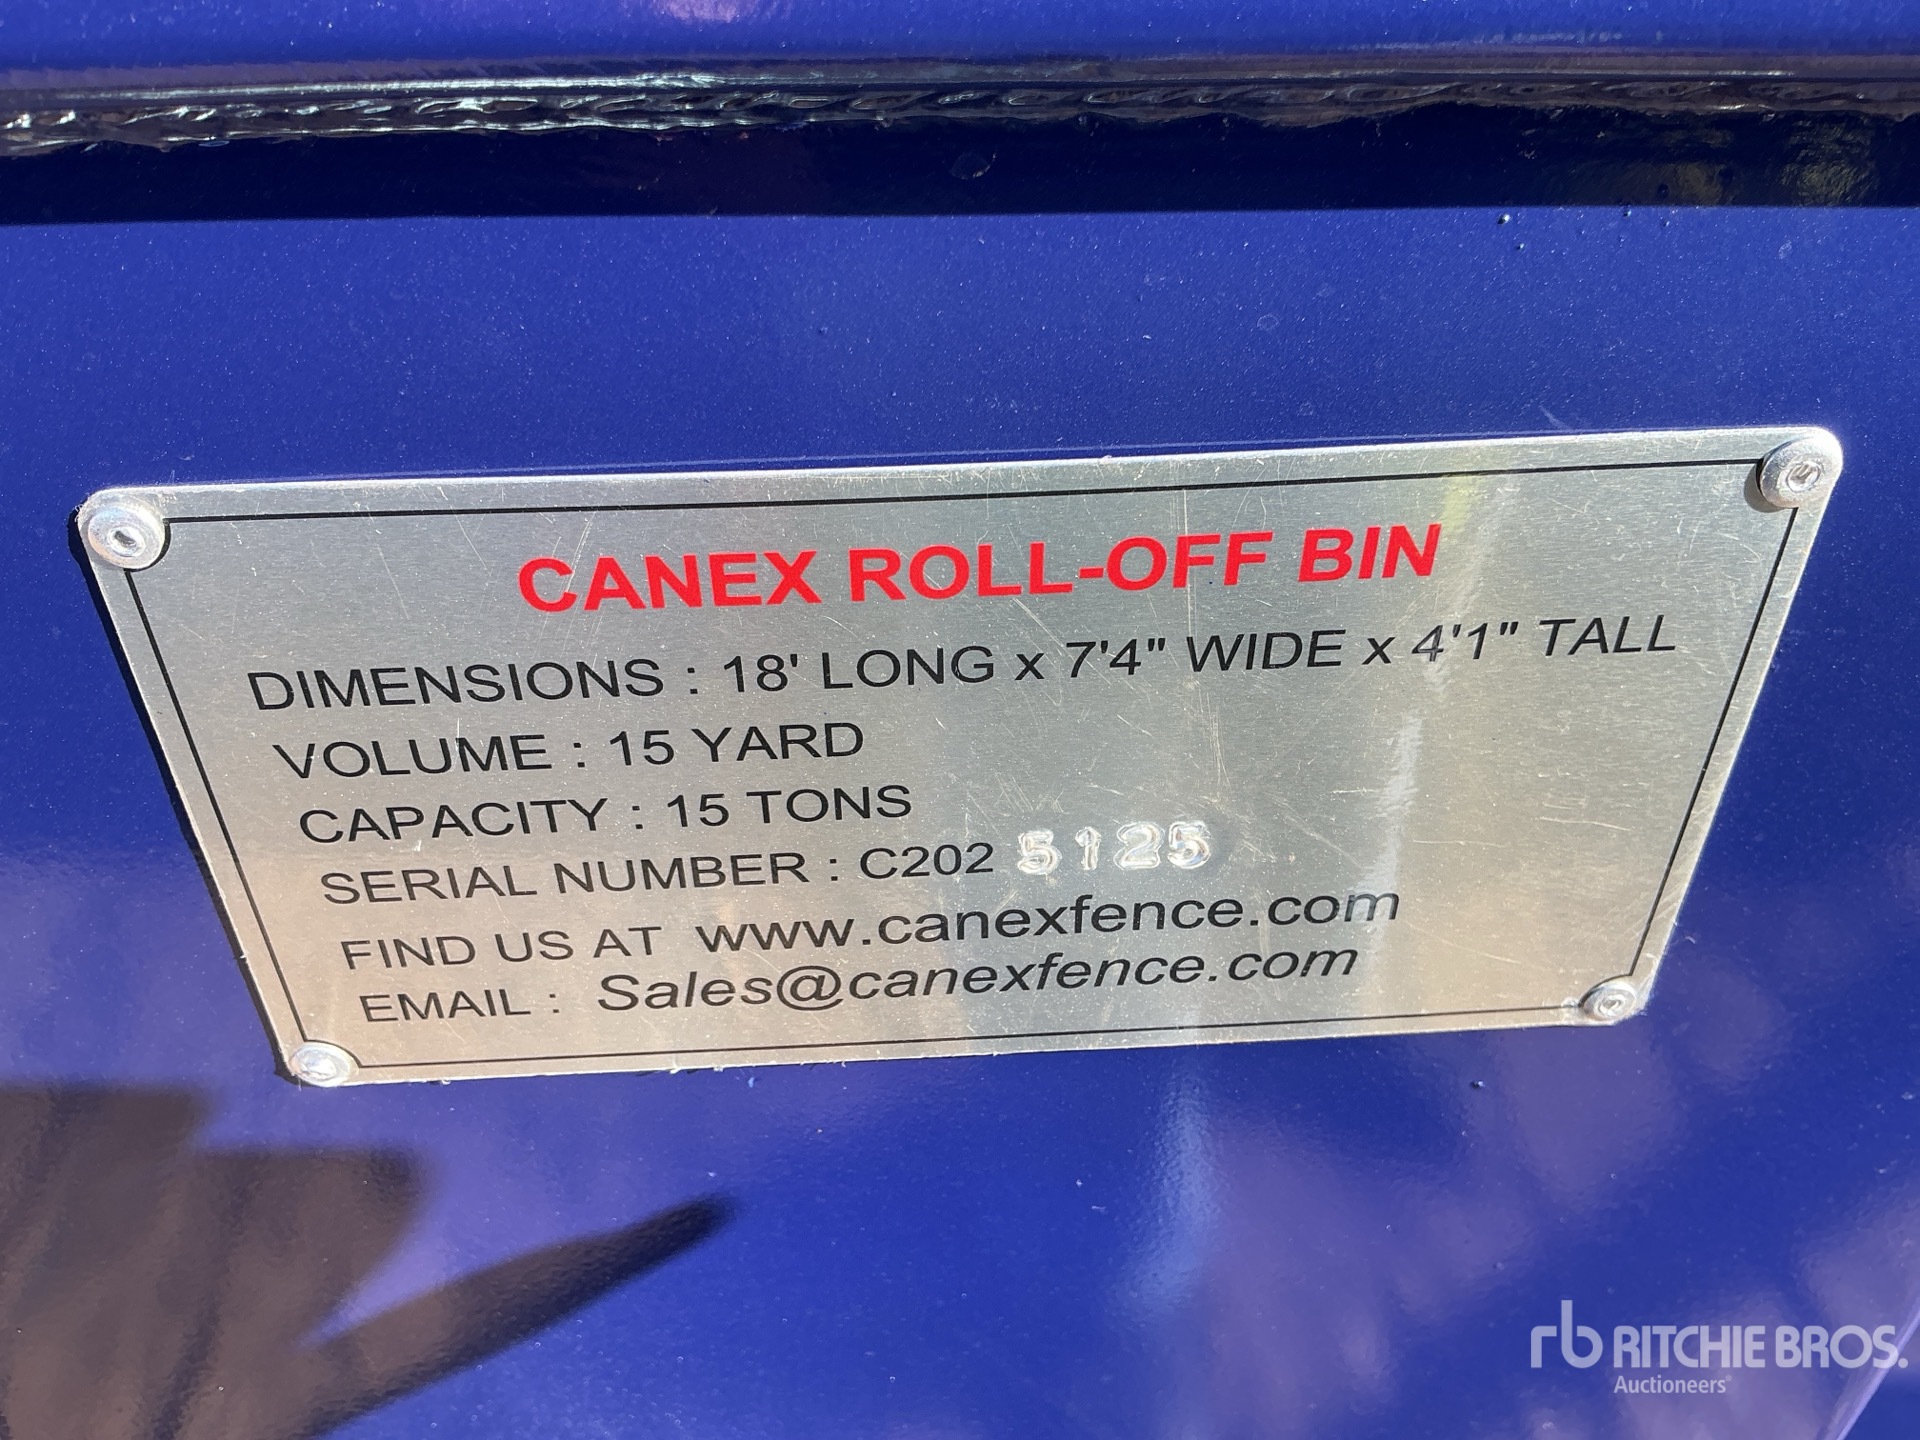 CANEX ROLL-OFF BIN
DIMENSIONS : 18' LONG x 7'4" WIDE x 4'1" TALL
VOLUME : 15 YARD
CAPACITY : 15 TONS
SERIAL NUMBER : C202 5125
FIND US AT www.canexfence.com
EMAIL : Sales@canexfence.com
rb RITCHIE BROS.
Auctioneers